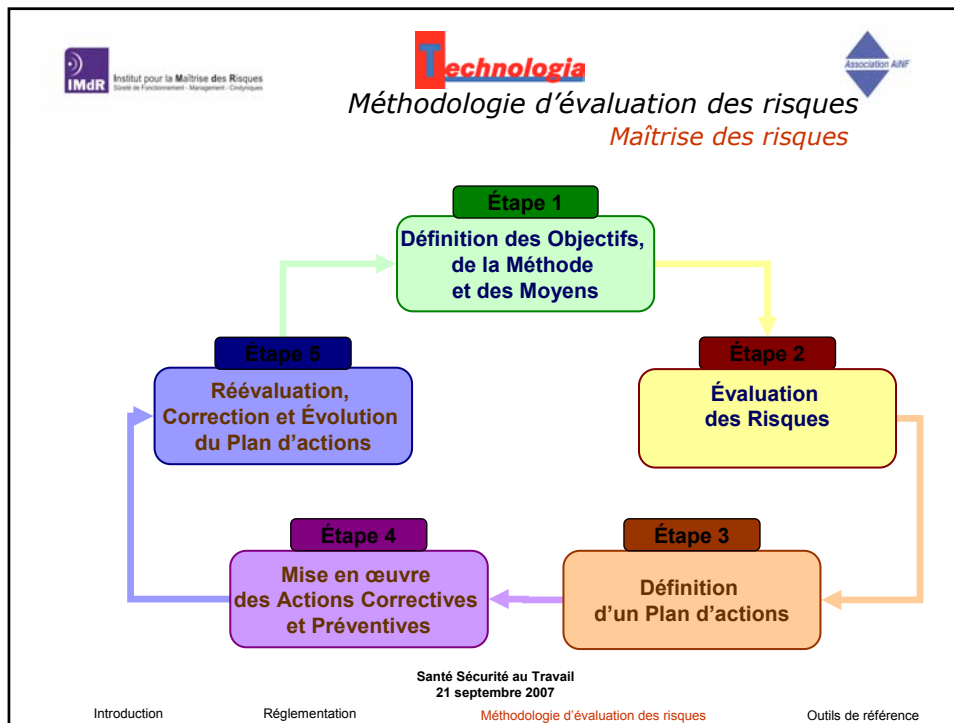 IMdR
Institut pour la Maîtrise des Risques
Sûreté de Fonctionnement - Management - Cindyniques
Technologia
Association AINF
Méthodologie d'évaluation des risques
Maîtrise des risques
Étape 1
Définition des Objectifs,
de la Méthode
et des Moyens
Étape 2
Évaluation
des Risques
Étape 3
Définition
d'un Plan d'actions
Étape 4
Mise en œuvre
des Actions Correctives
et Préventives
Étape 5
Réévaluation,
Correction et Évolution
du Plan d'actions
Santé Sécurité au Travail
21 septembre 2007
Introduction
Réglementation
Méthodologie d'évaluation des risques
Outils de référence